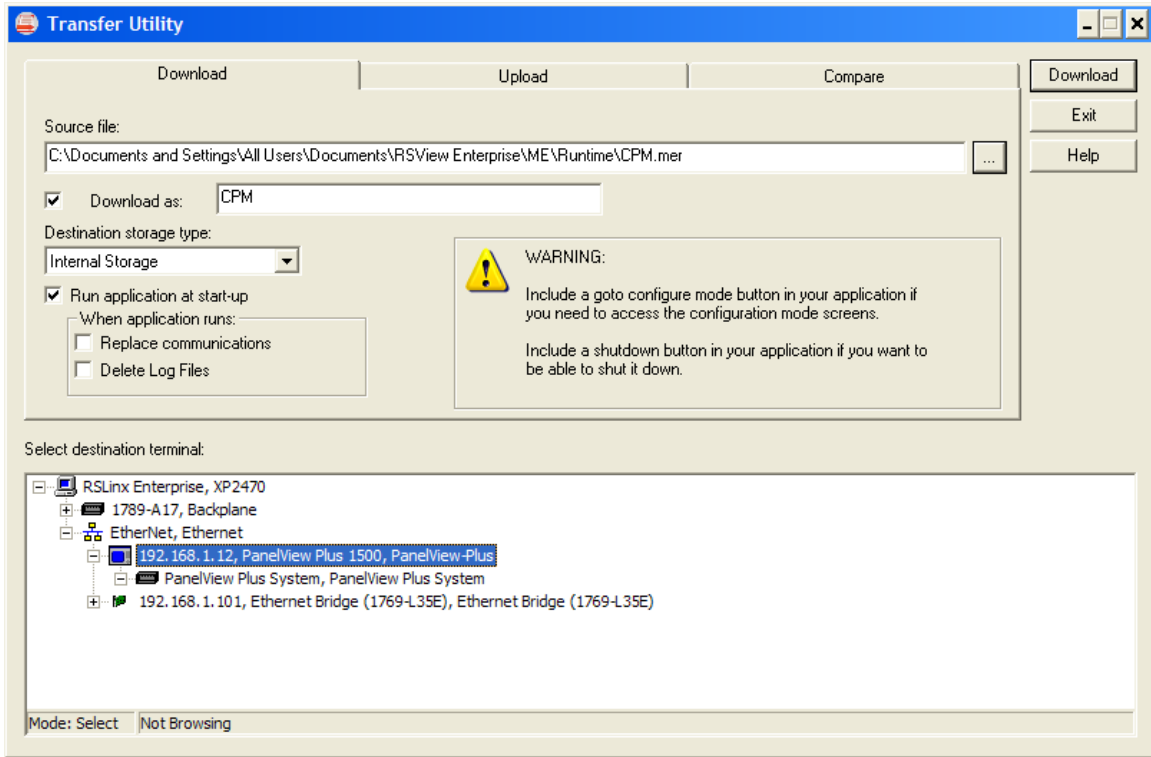 Transfer Utility
Download
Upload
Compare
Download
Exit
Help
Source file:
C:\Documents and Settings\All Users\Documents\RSView Enterprise\ME\Runtime\CPM.mer
...
Download as:
CPM
Destination storage type:
Internal Storage
Run application at start-up
When application runs:
Replace communications
Delete Log Files
WARNING:
Include a goto configure mode button in your application if
you need to access the configuration mode screens.
Include a shutdown button in your application if you want to
be able to shut it down.
Select destination terminal:
RSLinx Enterprise, XP2470
1789-A17, Backplane
EtherNet, Ethernet
192.168.1.12, PanelView Plus 1500, PanelView-Plus
PanelView Plus System, PanelView Plus System
192.168.1.101, Ethernet Bridge (1769-L35E), Ethernet Bridge (1769-L35E)
Mode: Select
Not Browsing